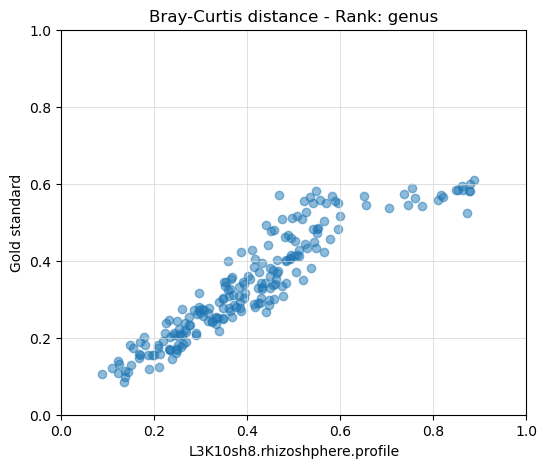 Bray-Curtis distance - Rank: genus
1.0
0.8
0.6
0.4
0.2
0.0
Gold standard
0.0 0.2 0.4 0.6 0.8 1.0
L3K10sh8.rhizoshphere.profile